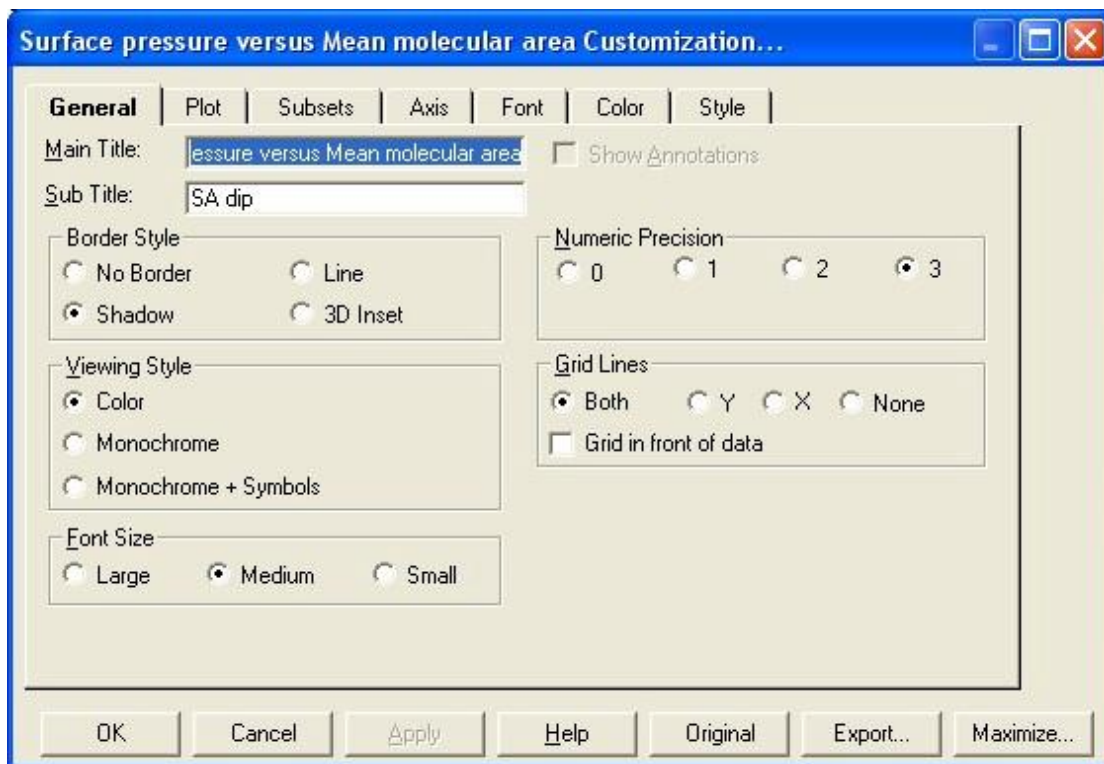 Surface pressure versus Mean molecular area Customization...
General Plot Subsets Axis Font Color Style
Main Title: essure versus Mean molecular area Show Annotations
Sub Title: SA dip
Border Style
No Border Line
Shadow 3D Inset
Numeric Precision
0 1 2 3
Viewing Style
Color
Monochrome
Monochrome + Symbols
Grid Lines
Both Y X None
Grid in front of data
Font Size
Large Medium Small
OK Cancel Apply Help Original Export... Maximize...